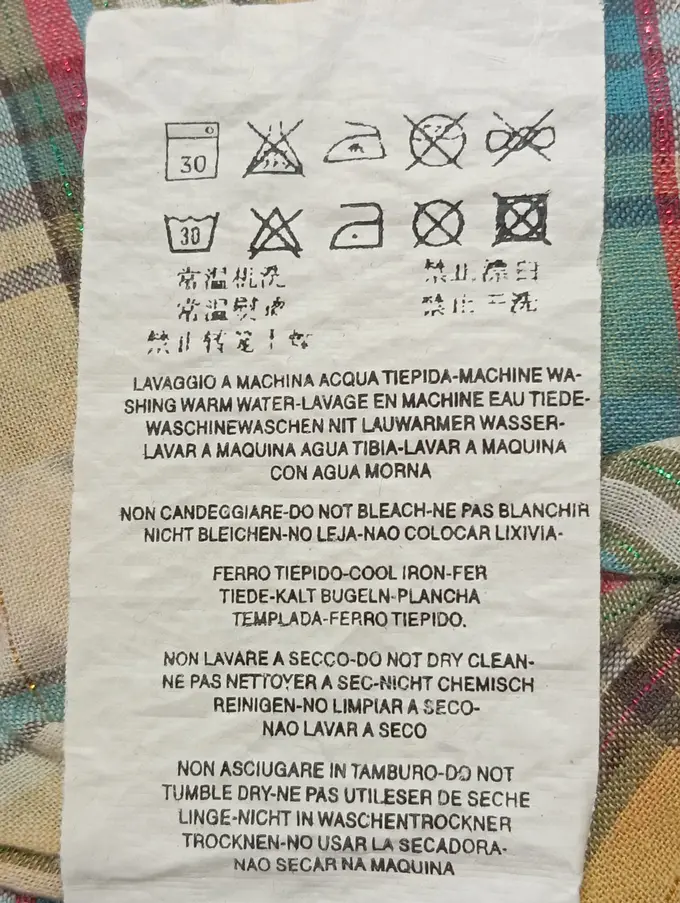 30
30
常温机洗 禁止漂白
常温熨烫 禁止干洗
禁止转笼
LAVAGGIO A MACHINA ACQUA TIEPIDA-MACHINE WA-
SHING WARM WATER-LAVAGE EN MACHINE EAU TIEDE-
WASCHINEWASCHEN NIT LAUWARMER WASSER-
LAVAR A MAQUINA AGUA TIBIA-LAVAR A MAQUINA
CON AGUA MORNA
NON CANDEGGIARE-DO NOT BLEACH-NE PAS BLANCHIR
NICHT BLEICHEN-NO LEJA-NAO COLOCAR LIXIVIA-
FERRO TIEPIDO-COOL IRON-FER
TIEDE-KALT BUGELN-PLANCHA
TEMPLADA-FERRO TIEPIDO.
NON LAVARE A SECCO-DO NOT DRY CLEAN-
NE PAS NETTOYER A SEC-NICHT CHEMISCH
REINIGEN-NO LIMPIAR A SECO-
NAO LAVAR A SECO
NON ASCIUGARE IN TAMBURO-DO NOT
TUMBLE DRY-NE PAS UTILESER DE SECHE
LINGE-NICHT IN WASCHENTROCKNER
TROCKNEN-NO USAR LA SECADORA-
NAO SECAR NA MAQUINA